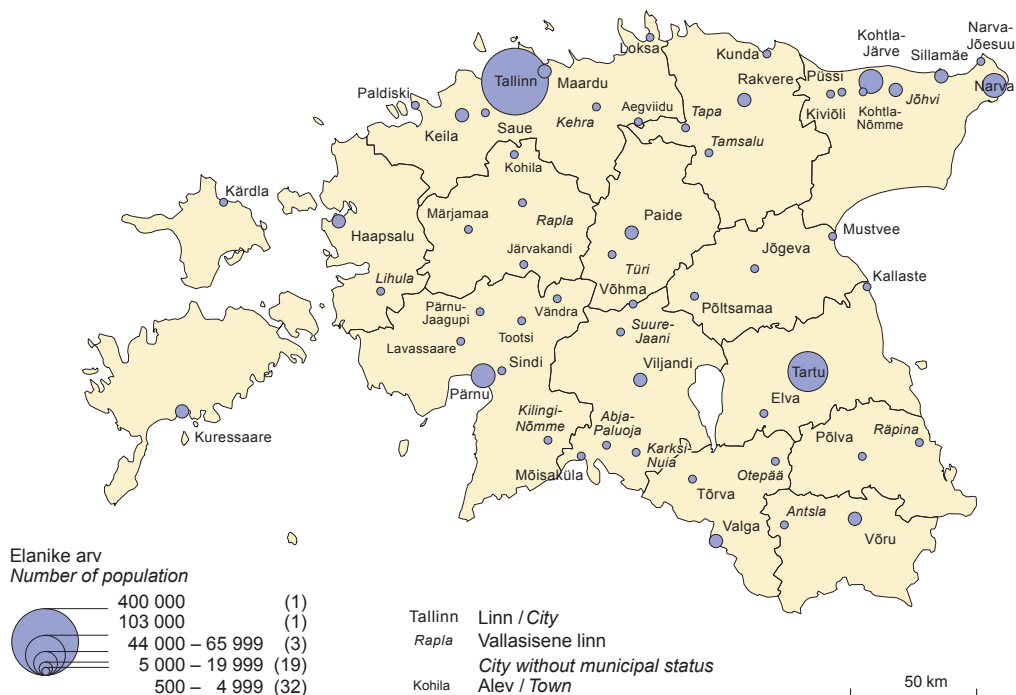 Loksa
Kunda
Kohtla-
Järve
Sillamäe
Narva-
Jõesuu
Tallinn
Maardu
Rakvere
Püssi
Jõhvi
Narva
Paldiski
Keila
Saue
Kehra
Aegviidu
Tapa
Kiviõli
Kohtla-
Nõmme
Tamsalu
Kohila
Kärdla
Haapsalu
Märjamaa
Rapla
Paide
Mustvee
Järvakandi
Türi
Jõgeva
Kallaste
Lihula
Võhma
Põltsamaa
Pärnu-
Jaagupi
Vändra
Tootsi
Suure-
Jaani
Lavassaare
Sindi
Viljandi
Tartu
Pärnu
Elva
Kuressaare
Kilingi-
Nõmme
Abja-
Paluoja
Karksi-
Nuia
Põlva
Räpina
Mõisaküla
Otepää
Tõrva
Antsla
Valga
Võru
Elanike arv
Number of population
400 000 (1)
103 000 (1)
44 000 – 65 999 (3)
5 000 – 19 999 (19)
500 – 4 999 (32)
Tallinn Linn / City
Rapla Vallasisene linn
City without municipal status
Kohila Alev / Town
50 km